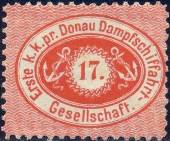 Erste k.k.pr. Donau Dampfschiffahrt-
Gesellschaft.
17.